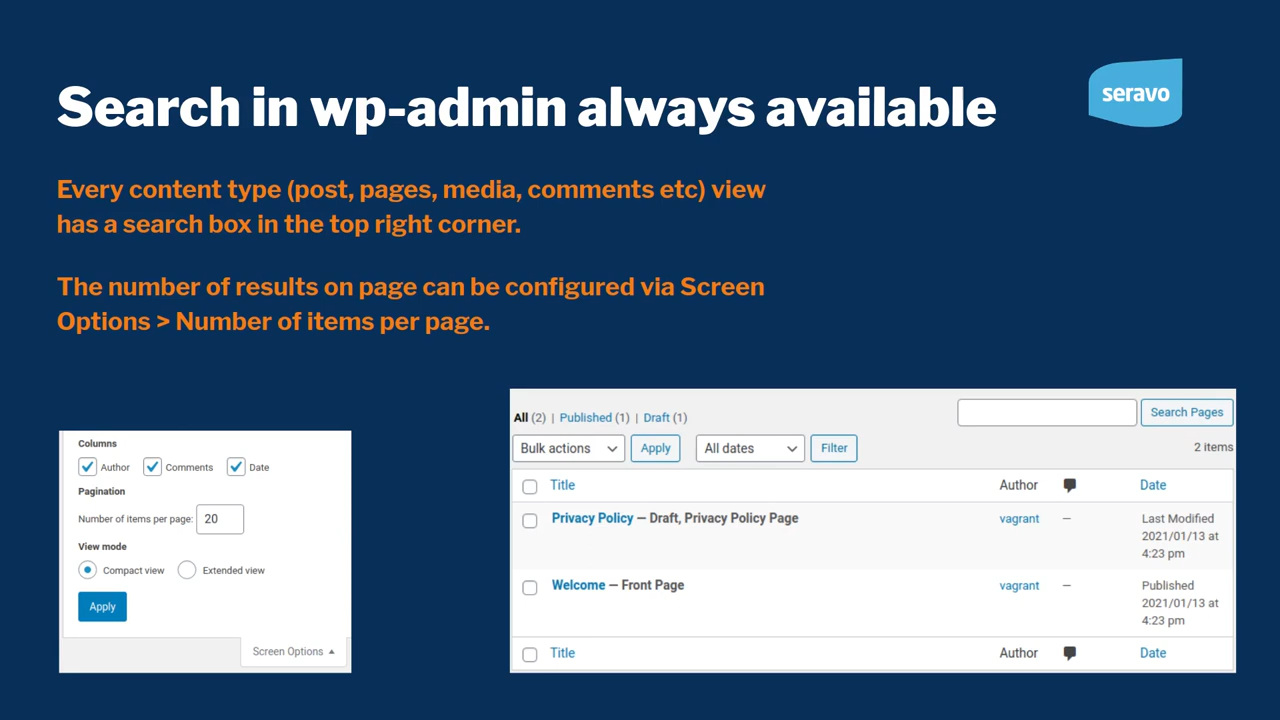 Search in wp-admin always available
seravo
Every content type (post, pages, media, comments etc) view
has a search box in the top right corner.
The number of results on page can be configured via Screen
Options > Number of items per page.
Columns
Author Comments Date
Pagination
Number of items per page: 20
View mode
Compact view Extended view
Apply
Screen Options ▲
All (2) | Published (1) | Draft (1)
Search Pages
Bulk actions Apply All dates Filter
2 items
Title Author Date
Privacy Policy — Draft, Privacy Policy Page vagrant — Last Modified
2021/01/13 at
4:23 pm
Welcome — Front Page vagrant — Published
2021/01/13 at
4:23 pm
Title Author Date